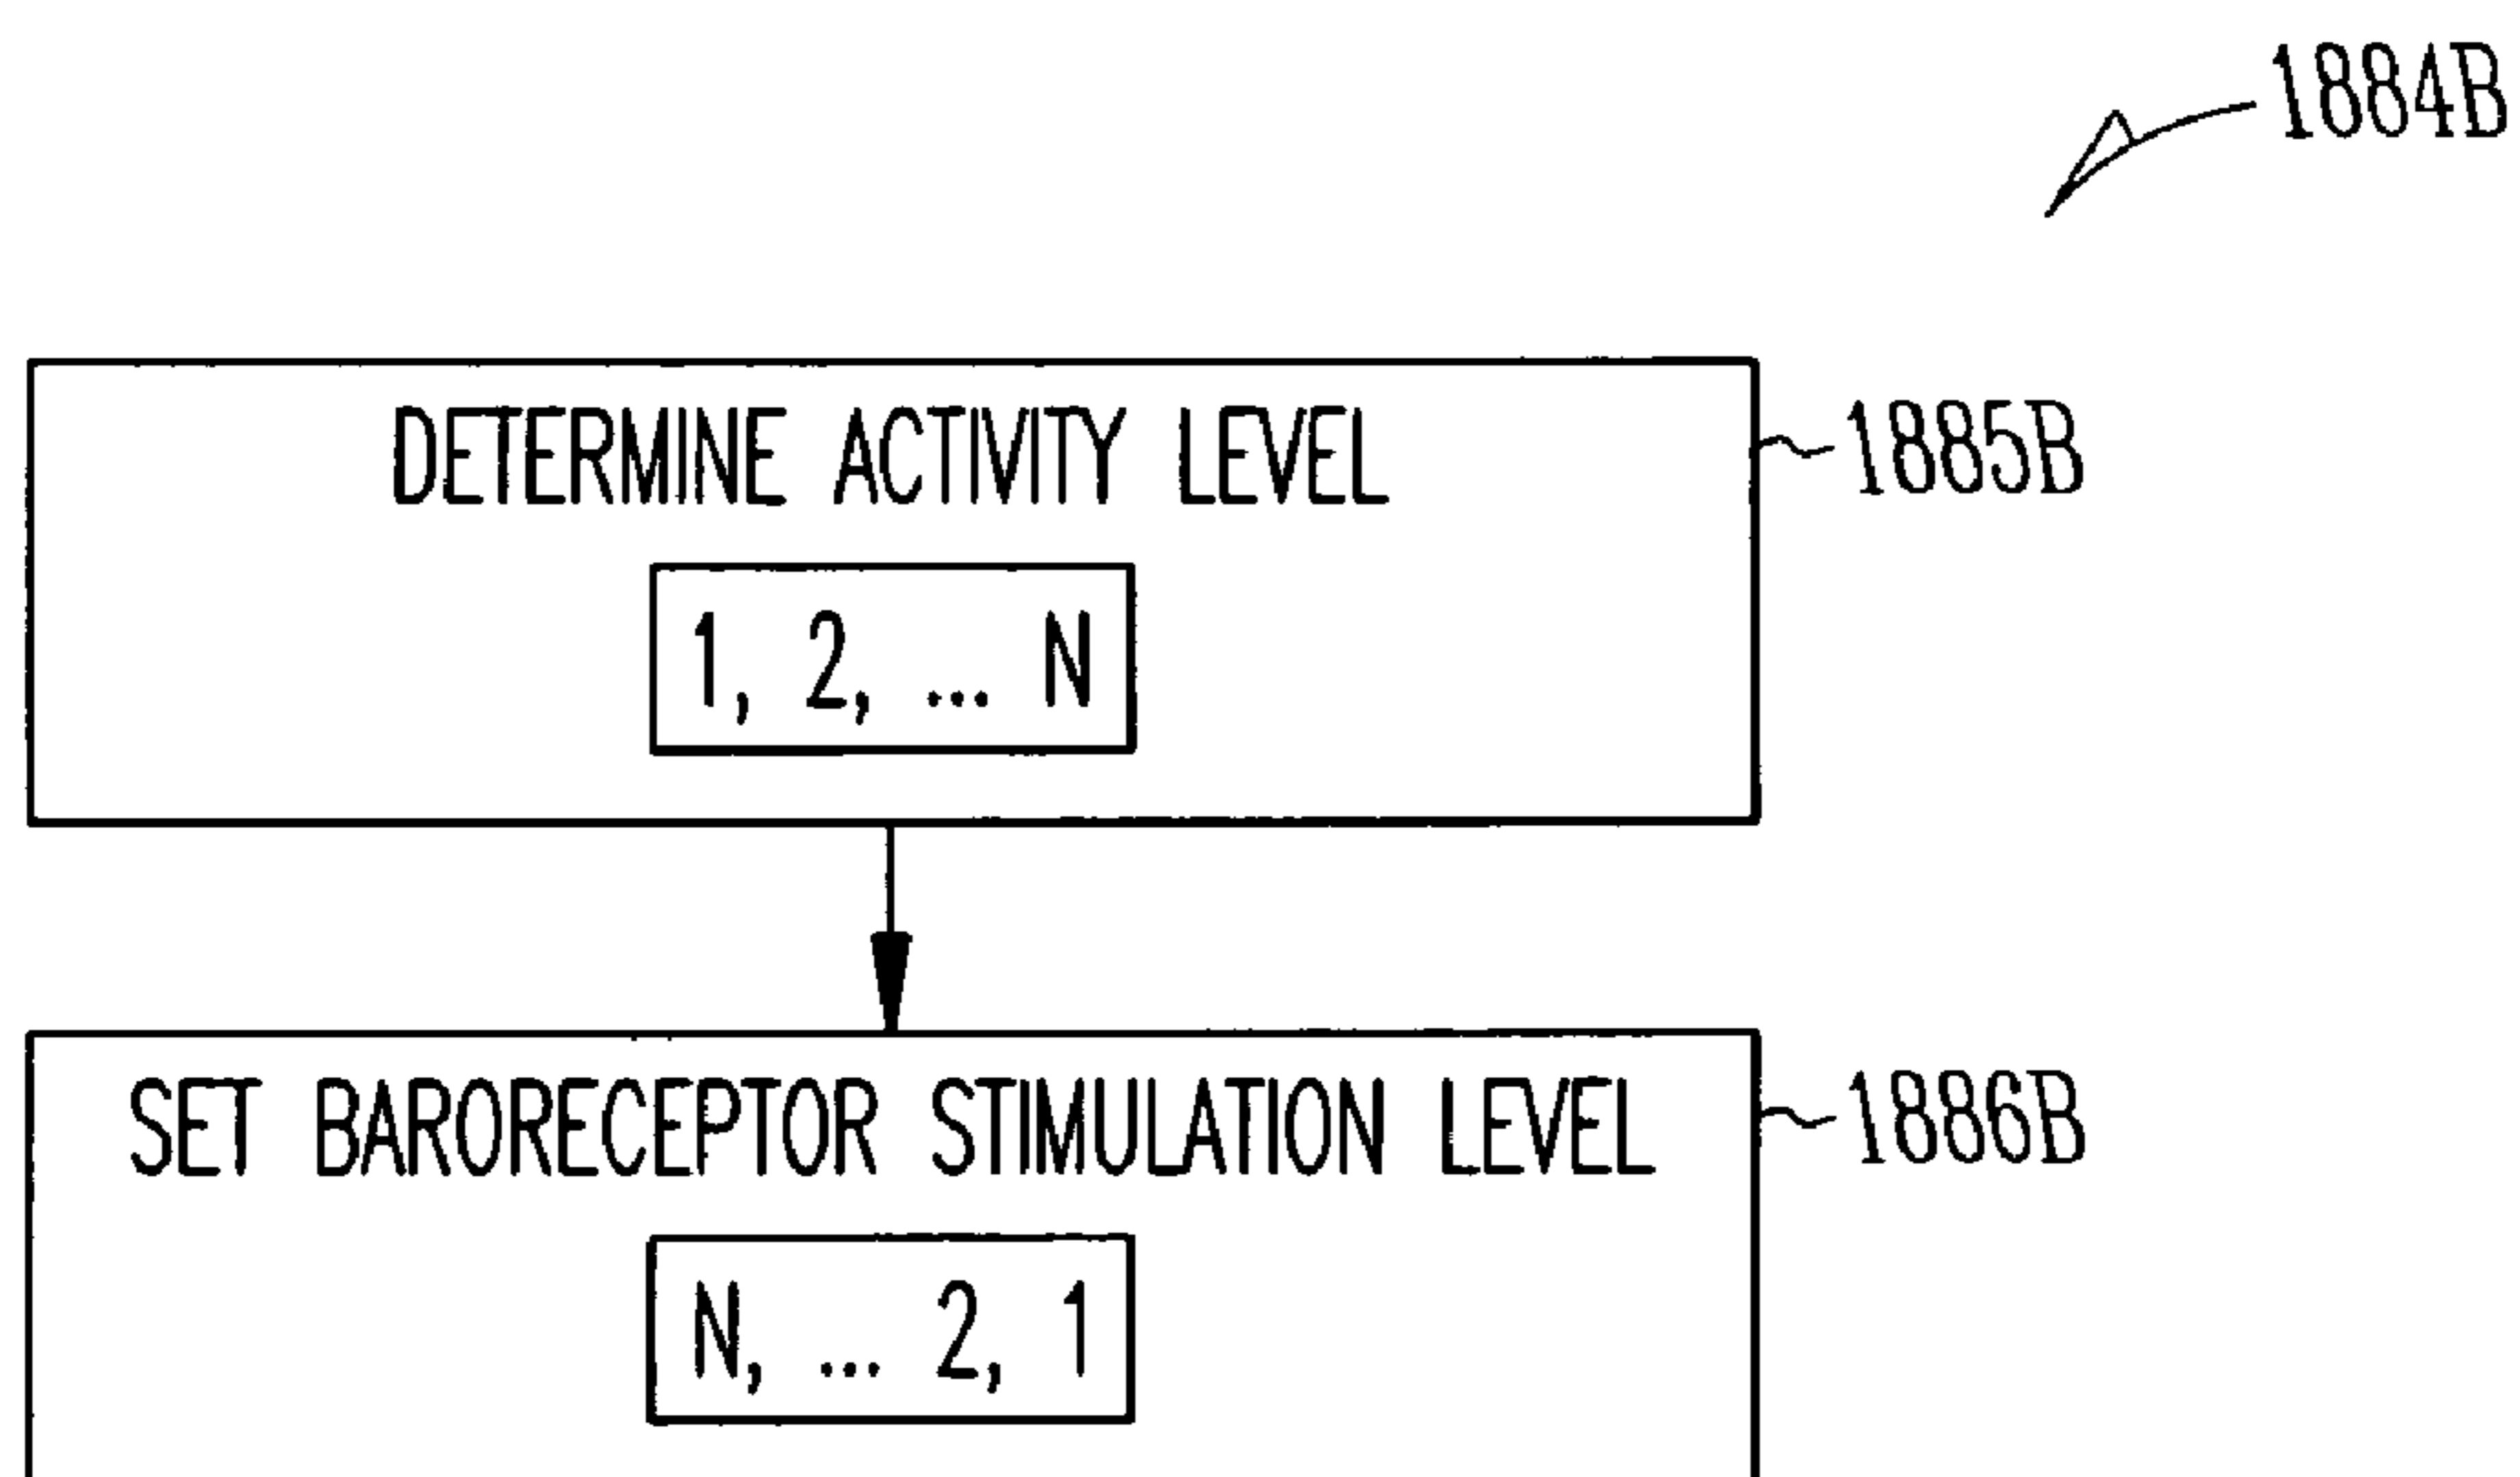 1884B
DETERMINE ACTIVITY LEVEL
1885B
1, 2, ... N
SET BARORECEPTOR STIMULATION LEVEL
1886B
N, ... 2, 1